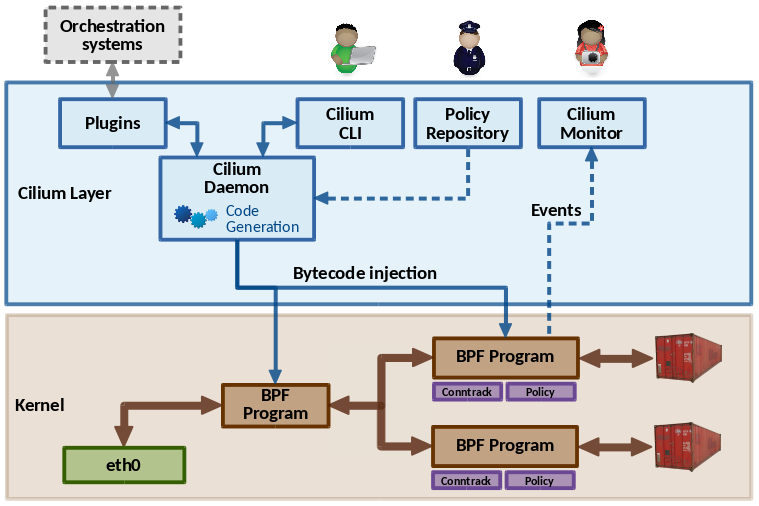 Orchestration
systems
Plugins
Cilium
CLI
Policy
Repository
Cilium
Monitor
Cilium Layer
Cilium
Daemon
Code
Generation
Events
Bytecode injection
BPF Program
Conntrack
Policy
Kernel
BPF
Program
BPF Program
Conntrack
Policy
eth0